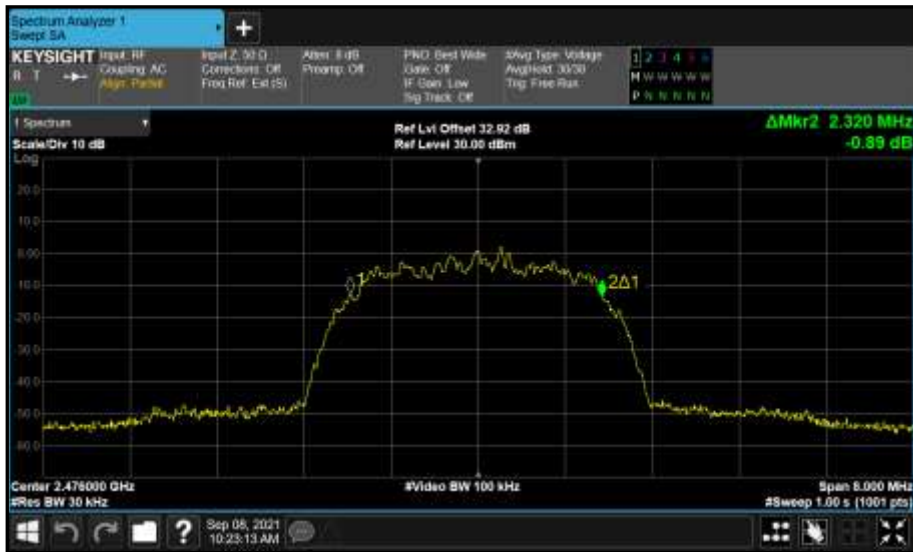 Spectrum Analyzer 1
Swept SA
+
KEYSIGHT Input: RF
R T Coupling: AC
Align: Partial
Input Z: 50 Ω
Corrections: Off
Freq Ref: Ext (S)
Atten: 8 dB
Preamp: Off
PNO: Best Wide
Gate: Off
IF Gain: Low
Sig Track: Off
#Avg Type: Voltage
Avg|Hold: 30/30
Trig: Free Run
1 2 3 4 5 6
M W W W W W
P N N N N N
1 Spectrum
Scale/Div 10 dB
Ref Lvl Offset 32.92 dB
Ref Level 30.00 dBm
ΔMkr2 2.320 MHz
-0.89 dB
Log
20.0
10.0
0.00
-10.0
-20.0
-30.0
-40.0
-50.0
-60.0
1
2Δ1
Center 2.476000 GHz
#Res BW 30 kHz
#Video BW 100 kHz
Span 8.000 MHz
#Sweep 1.00 s (1001 pts)
?
Sep 08, 2021
10:23:13 AM